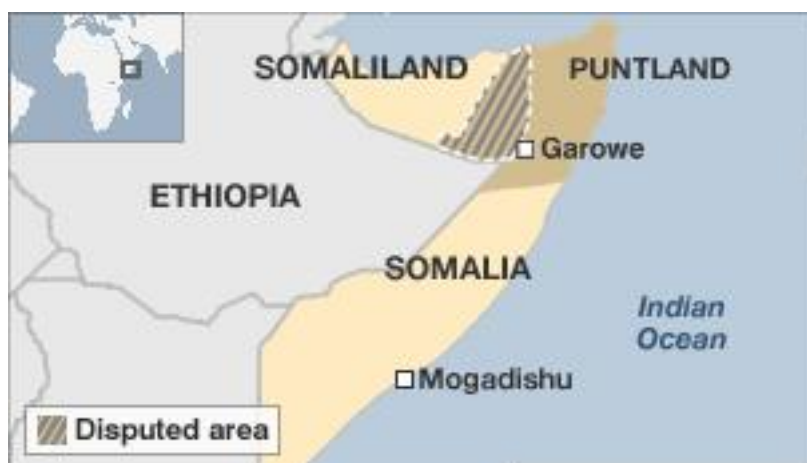 SOMALILAND
PUNTLAND
Garowe
ETHIOPIA
SOMALIA
Indian
Ocean
Mogadishu
Disputed area